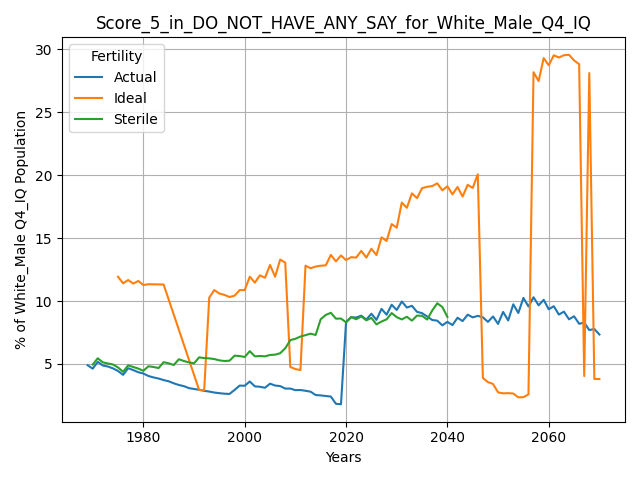 Score_5_in_DO_NOT_HAVE_ANY_SAY_for_White_Male_Q4_IQ
Fertility
Actual
Ideal
Sterile
% of White_Male Q4_IQ Population
30
25
20
15
10
5
1980
2000
2020
2040
2060
Years